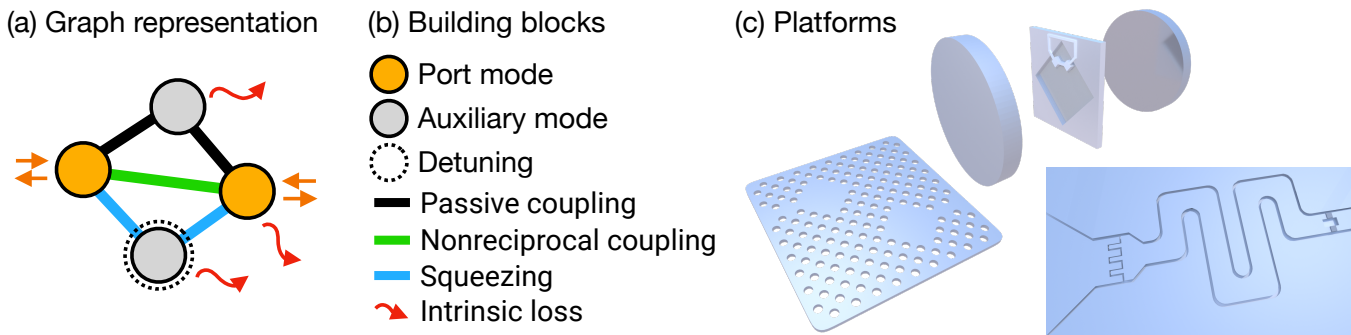 (a) Graph representation
(b) Building blocks
Port mode
Auxiliary mode
Detuning
Passive coupling
Nonreciprocal coupling
Squeezing
Intrinsic loss
(c) Platforms